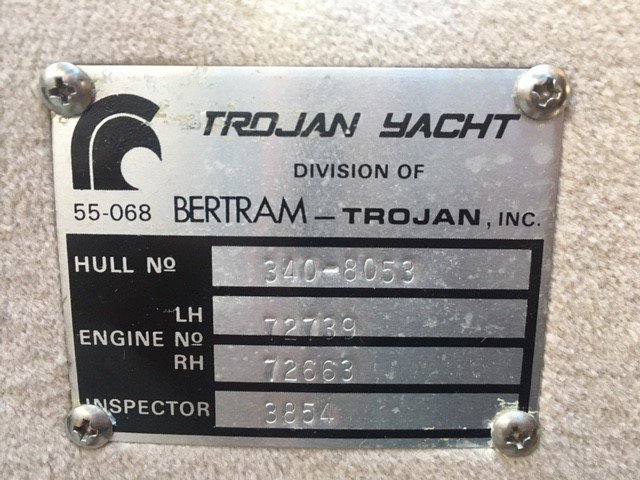 TROJAN YACHT
DIVISION OF
55-068 BERTRAM – TROJAN, INC.
HULL No 340-8053
LH 72739
ENGINE No
RH 72663
INSPECTOR 3854